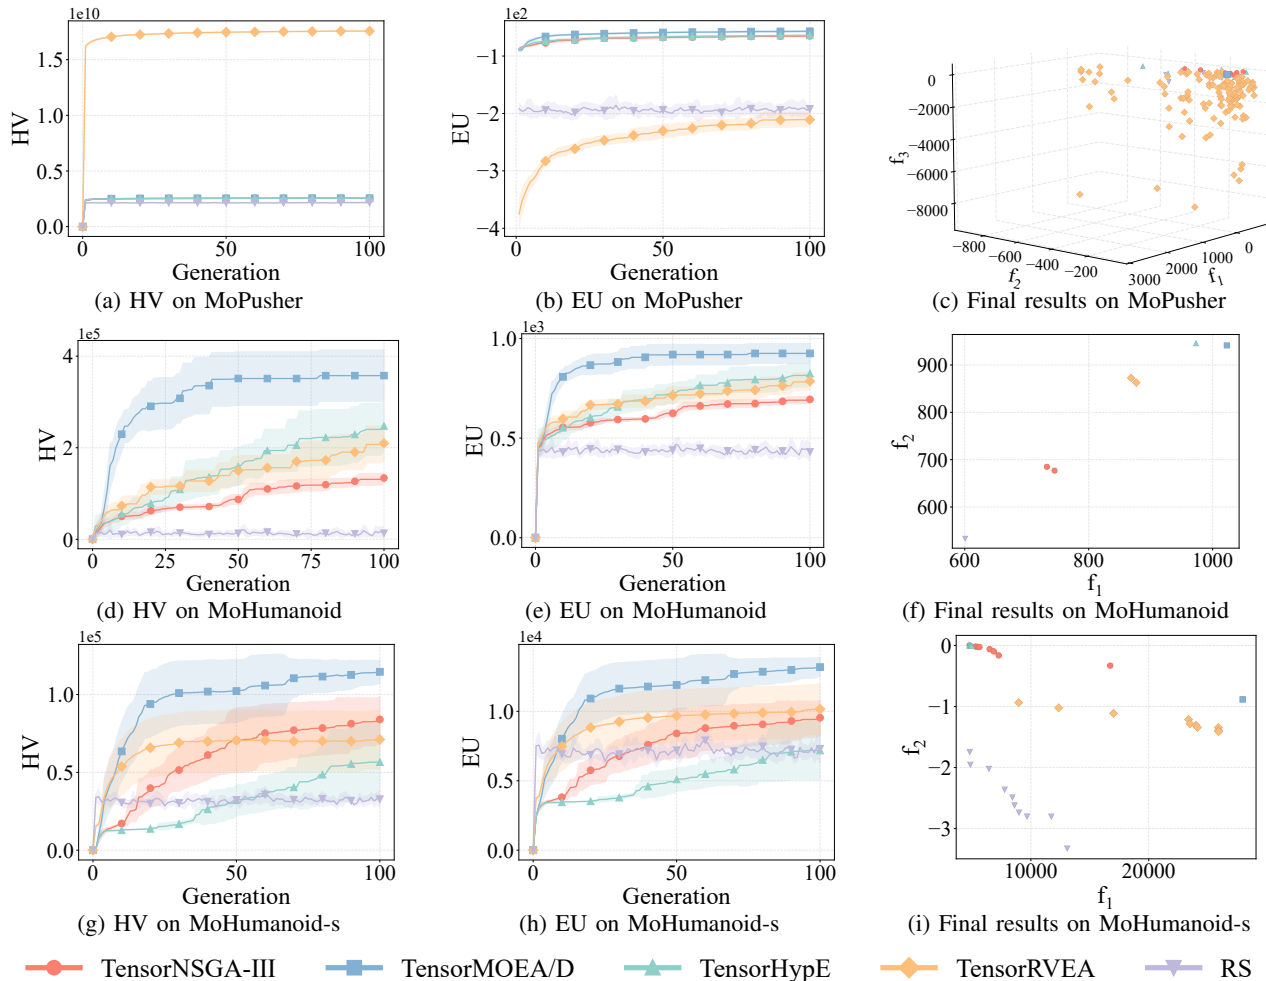 1e10
HV
1.5
1.0
0.5
0.0
0 50 100
Generation
(a) HV on MoPusher
1e2
EU
−1
−2
−3
−4
0 50 100
Generation
(b) EU on MoPusher
f3
0
−2000
−4000
−6000
−8000
−800 −600 −400 −200
f2
3000 2000 1000 0
f1
(c) Final results on MoPusher
1e5
HV
4
2
0
0 25 50 75 100
Generation
(d) HV on MoHumanoid
1e3
EU
1.0
0.5
0.0
0 50 100
Generation
(e) EU on MoHumanoid
f2
900
800
700
600
600 800 1000
f1
(f) Final results on MoHumanoid
1e5
HV
1.0
0.5
0.0
0 50 100
Generation
(g) HV on MoHumanoid-s
1e4
EU
1.0
0.5
0.0
0 50 100
Generation
(h) EU on MoHumanoid-s
f2
0
−1
−2
−3
10000 20000
f1
(i) Final results on MoHumanoid-s
TensorNSGA-III TensorMOEA/D TensorHypE TensorRVEA RS